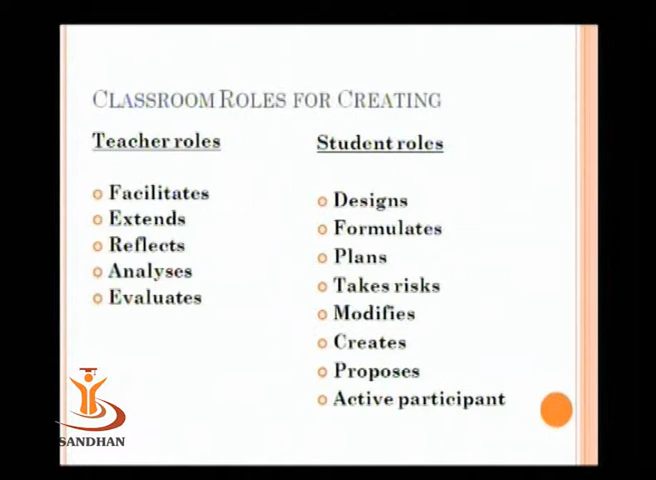 CLASSROOM ROLES FOR CREATING
Teacher roles
Facilitates
Extends
Reflects
Analyses
Evaluates
Student roles
Designs
Formulates
Plans
Takes risks
Modifies
Creates
Proposes
Active participant
SANDHAN